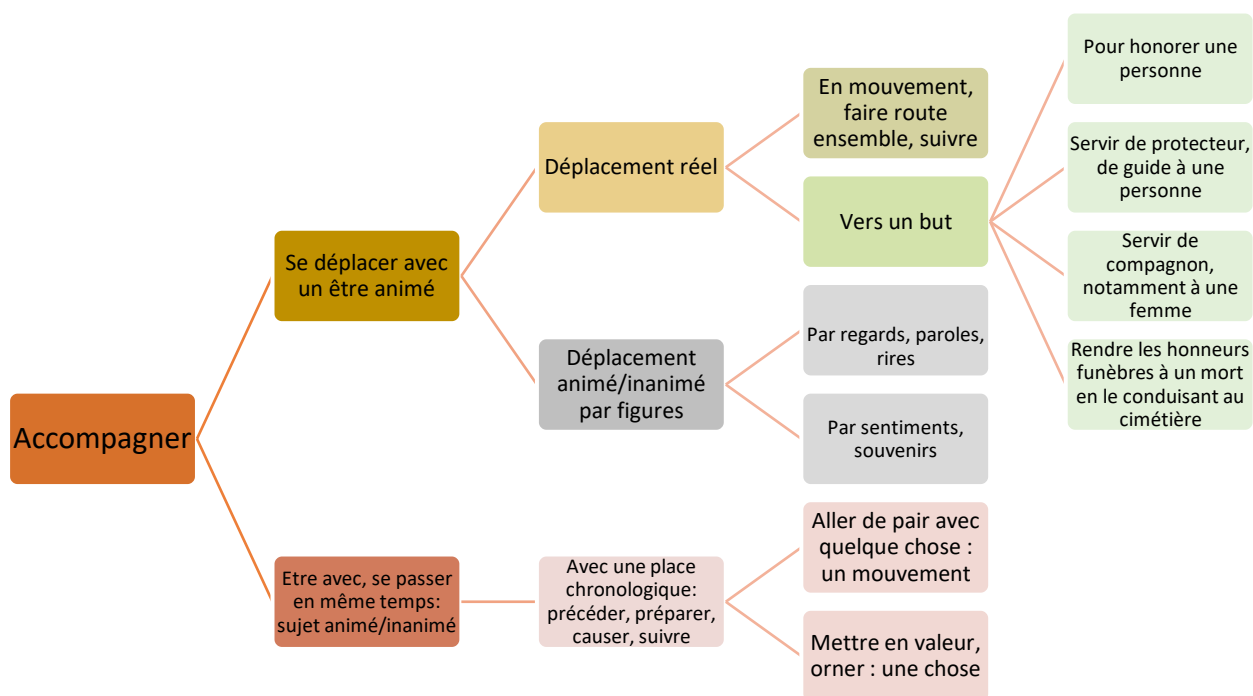 Accompagner
Se déplacer avec
un être animé
Déplacement réel
En mouvement,
faire route
ensemble, suivre
Vers un but
Pour honorer une
personne
Servir de protecteur,
de guide à une
personne
Servir de
compagnon,
notamment à une
femme
Rendre les honneurs
funèbres à un mort
en le conduisant au
cimétière
Déplacement
animé/inanimé
par figures
Par regards, paroles,
rires
Par sentiments,
souvenirs
Etre avec, se passer
en même temps:
sujet animé/inanimé
Avec une place
chronologique:
précéder, préparer,
causer, suivre
Aller de pair avec
quelque chose :
un mouvement
Mettre en valeur,
orner : une chose